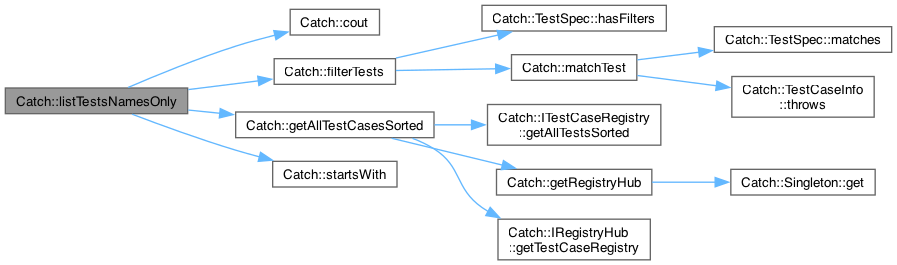 Catch::listTestsNamesOnly
Catch::cout
Catch::filterTests
Catch::getAllTestCasesSorted
Catch::startsWith
Catch::TestSpec::hasFilters
Catch::matchTest
Catch::ITestCaseRegistry
::getAllTestsSorted
Catch::getRegistryHub
Catch::IRegistryHub
::getTestCaseRegistry
Catch::TestSpec::matches
Catch::TestCaseInfo
::throws
Catch::Singleton::get